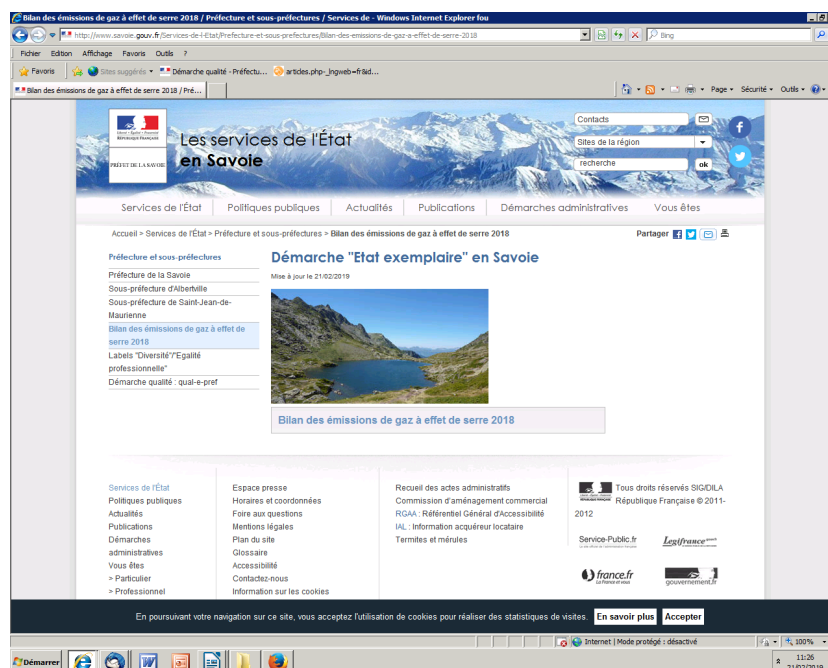 Bilan des émissions de gaz à effet de serre 2018 / Préfecture et sous-préfectures / Services de - Windows Internet Explorer fou
http://www.savoie.gouv.fr/Services-de-l-Etat/Prefecture-et-sous-prefectures/Bilan-des-emissions-de-gaz-a-effet-de-serre-2018
Bing
Fichier Edition Affichage Favoris Outils ?
Favoris Sites suggérés Démarche qualité - Préfectu... articles.php-_lngweb=fr&id...
Bilan des émissions de gaz à effet de serre 2018 / Pré... Page Sécurité Outils
PRÉFET DE LA SAVOIE
Les services de l'État
en Savoie
Contacts
Sites de la région
recherche ok
Services de l'État Politiques publiques Actualités Publications Démarches administratives Vous êtes
Accueil > Services de l'État > Préfecture et sous-préfectures > Bilan des émissions de gaz à effet de serre 2018 Partager
Préfecture et sous-préfectures
Préfecture de la Savoie
Sous-préfecture d'Albertville
Sous-préfecture de Saint-Jean-de-
Maurienne
Bilan des émissions de gaz à effet de
serre 2018
Labels "Diversité"/"Egalité
professionnelle"
Démarche qualité : qual-e-pref
Démarche "Etat exemplaire" en Savoie
Mise à jour le 21/02/2019
Bilan des émissions de gaz à effet de serre 2018
Services de l'État
Politiques publiques
Actualités
Publications
Démarches
administratives
Vous êtes
> Particulier
> Professionnel
Espace presse
Horaires et coordonnées
Foire aux questions
Mentions légales
Plan du site
Glossaire
Accessibilité
Contactez-nous
Information sur les cookies
Recueil des actes administratifs
Commission d'aménagement commercial
RGAA : Référentiel Général d'Accessibilité
IAL : Information acquéreur locataire
Termites et mérules
Tous droits réservés SIG/DILA
République Française © 2011-
2012
Service-Public.fr
Legifrance
france.fr
gouvernement.fr
En poursuivant votre navigation sur ce site, vous acceptez l'utilisation de cookies pour réaliser des statistiques de visites. En savoir plus Accepter
Internet | Mode protégé : désactivé 100%
Démarrer 11:26